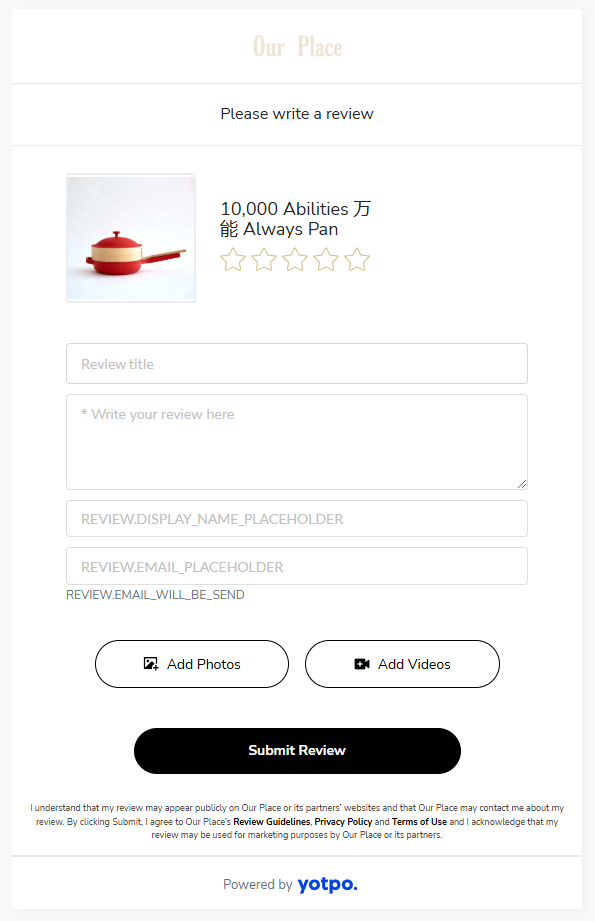 Our Place
Please write a review
10,000 Abilities 万
能 Always Pan
Review title
* Write your review here
REVIEW.DISPLAY_NAME_PLACEHOLDER
REVIEW.EMAIL_PLACEHOLDER
REVIEW.EMAIL_WILL_BE_SEND
Add Photos Add Videos
Submit Review
I understand that my review may appear publicly on Our Place or its partners' websites and that Our Place may contact me about my
review. By clicking Submit, I agree to Our Place's Review Guidelines, Privacy Policy and Terms of Use and I acknowledge that my
review may be used for marketing purposes by Our Place or its partners.
Powered by yotpo.